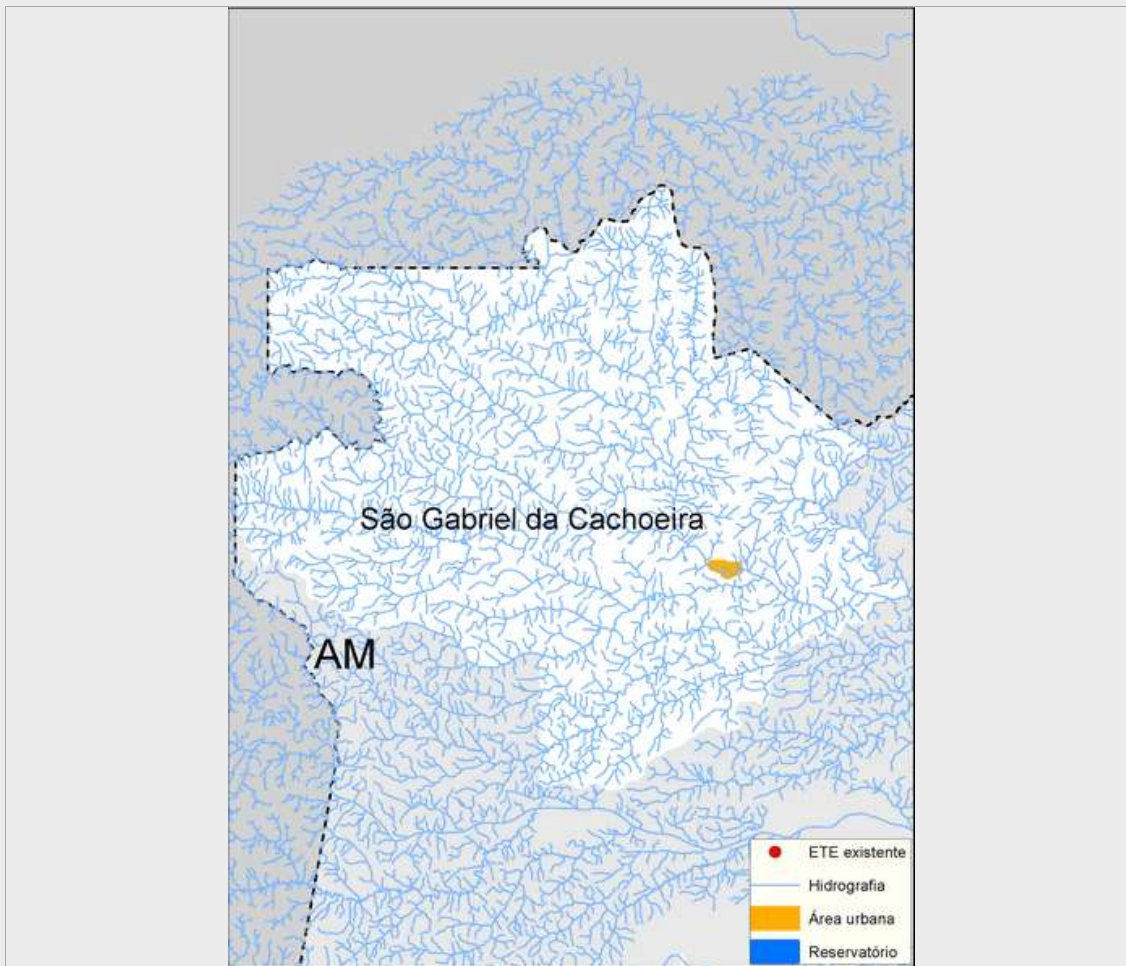 São Gabriel da Cachoeira
AM
ETE existente
Hidrografia
Área urbana
Reservatório